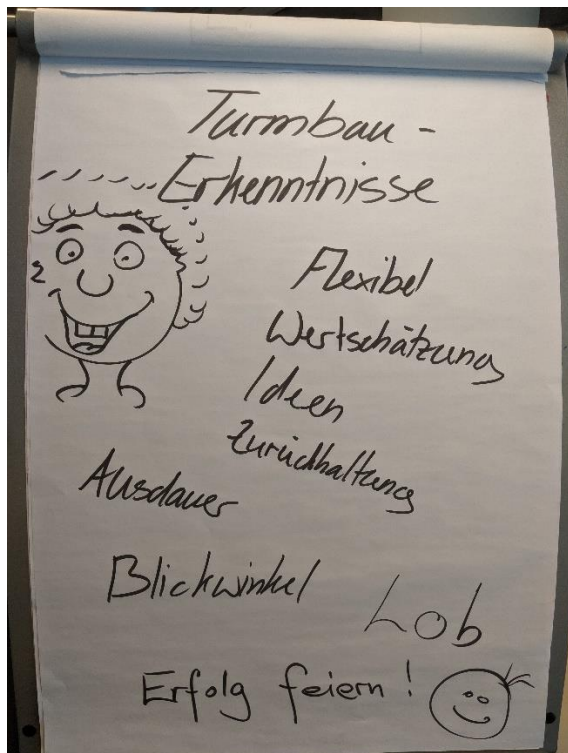 Turmbau -
Erkenntnisse
Flexibel
Wertschätzung
Ideen
Zurückhaltung
Ausdauer
Blickwinkel
Lob
Erfolg feiern!